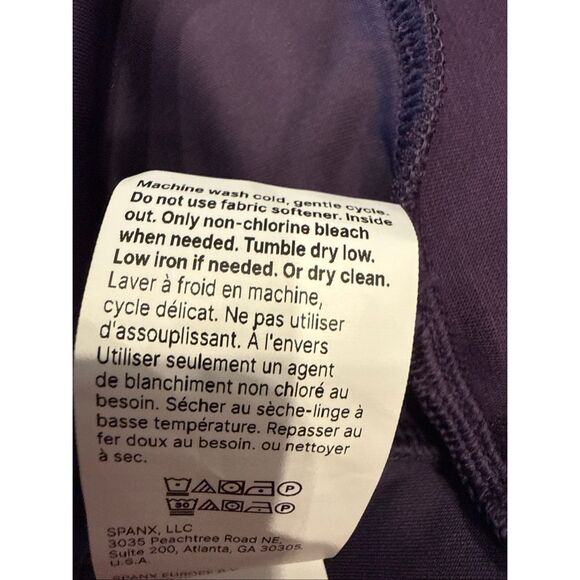 Machine wash cold, gentle cycle.
Do not use fabric softener. Inside
out. Only non-chlorine bleach
when needed. Tumble dry low.
Low iron if needed. Or dry clean.
Laver à froid en machine,
cycle délicat. Ne pas utiliser
d'assouplissant. À l'envers
Utiliser seulement un agent
de blanchiment non chloré au
besoin. Sécher au sèche-linge à
basse température. Repasser au
fer doux au besoin. ou nettoyer
à sec.
P
30 P
SPANX, LLC
3035 Peachtree Road NE,
Suite 200, Atlanta, GA 30305,
U.S.A.
SPANX EUROPE